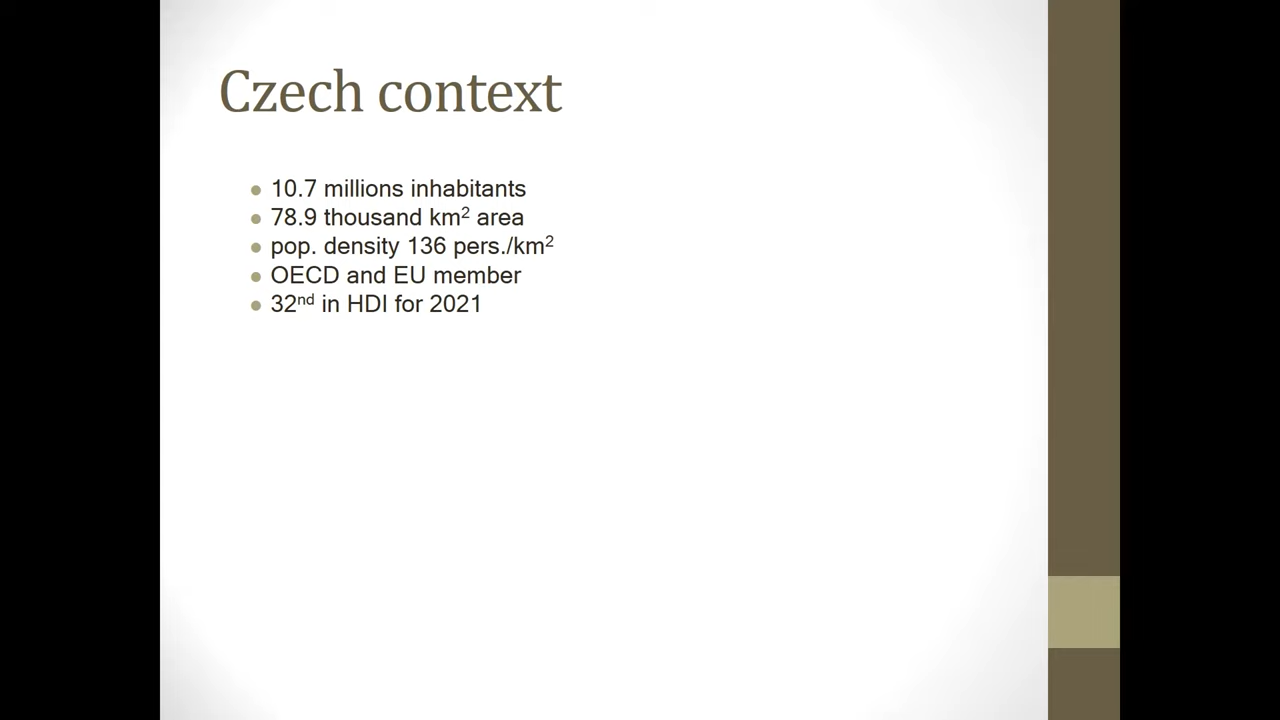 Czech context
10.7 millions inhabitants
78.9 thousand km² area
pop. density 136 pers./km²
OECD and EU member
32nd in HDI for 2021